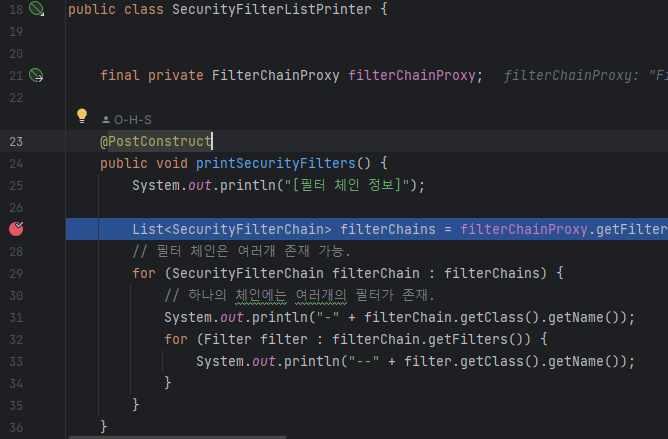 18 public class SecurityFilterListPrinter {
19
20
21 final private FilterChainProxy filterChainProxy; filterChainProxy: "Fi
22
O-H-S
23 @PostConstruct
24 public void printSecurityFilters() {
25 System.out.println("[필터 체인 정보]");
26
List<SecurityFilterChain> filterChains = filterChainProxy.getFilter
28 // 필터 체인은 여러개 존재 가능.
29 for (SecurityFilterChain filterChain : filterChains) {
30 // 하나의 체인에는 여러개의 필터가 존재.
31 System.out.println("-" + filterChain.getClass().getName());
32 for (Filter filter : filterChain.getFilters()) {
33 System.out.println("--" + filter.getClass().getName());
34 }
35 }
36 }